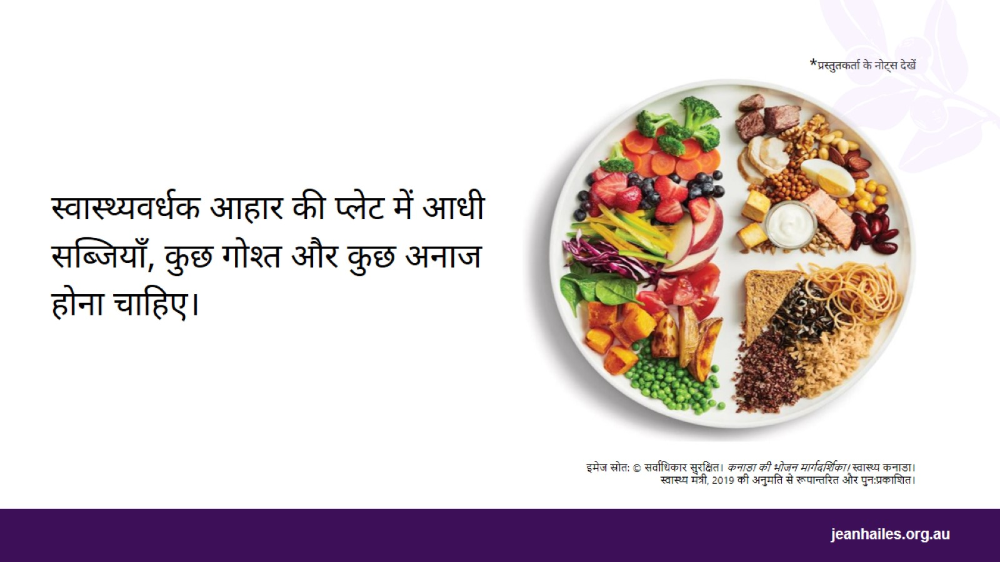 *प्रस्तुतकर्ता के नोट्स देखें
स्वास्थ्यवर्धक आहार की प्लेट में आधी
सब्जियाँ, कुछ गोश्त और कुछ अनाज
होना चाहिए।
इमेज स्रोत: © सर्वाधिकार सुरक्षित। कनाडा की भोजन मार्गदर्शिका। स्वास्थ्य कनाडा।
स्वास्थ्य मंत्री, 2019 की अनुमति से रूपान्तरित और पुन:प्रकाशित।
jeanhailes.org.au